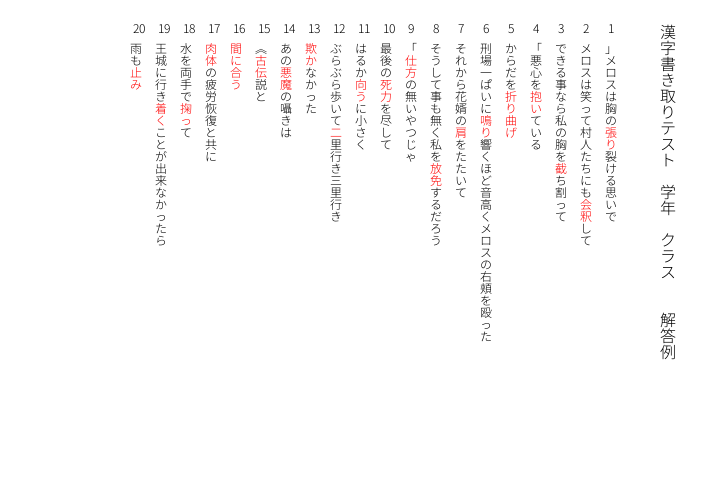 漢字書き取りテスト　学年　クラス　　解答例
1 」メロスは胸の張り裂ける思いで
2 メロスは笑って村人たちにも会釈して
3 できる事なら私の胸を截ち割って
4 「悪心を抱いている
5 からだを折り曲げ
6 刑場一ぱいに鳴り響くほど音高くメロスの右頬を殴った
7 それから花婿の肩をたたいて
8 そうして事も無く私を放免するだろう
9 「仕方の無いやつじゃ
10 最後の死力を尽して
11 はるか向うに小さく
12 ぶらぶら歩いて二里行き三里行き
13 欺かなかった
14 あの悪魔の囁きは
15 《古伝説と
16 間に合う
17 肉体の疲労恢復と共に
18 水を両手で掬って
19 王城に行き着くことが出来なかったら
20 雨も止み